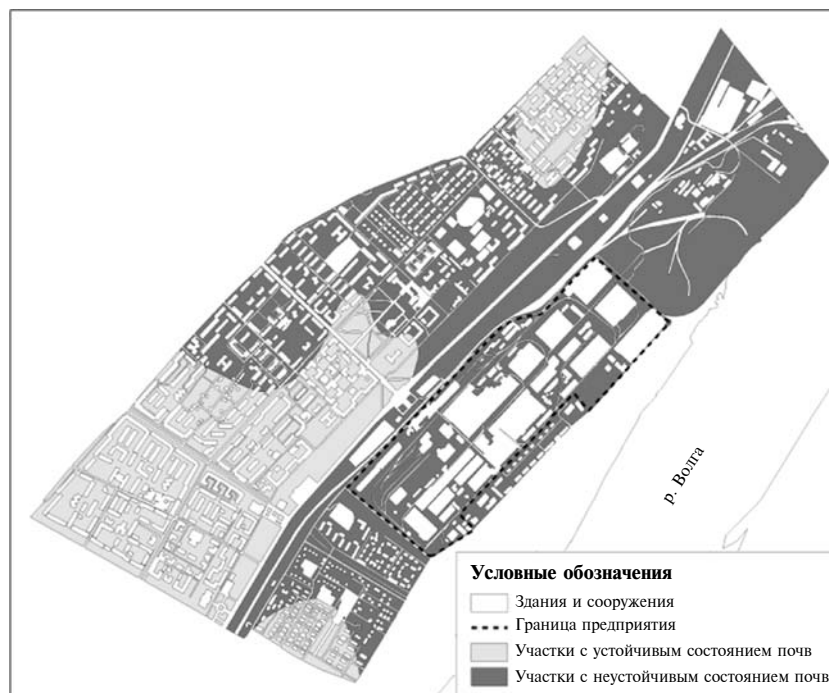 р. Волга
Условные обозначения
Здания и сооружения
Граница предприятия
Участки с устойчивым состоянием почв
Участки с неустойчивым состоянием почв